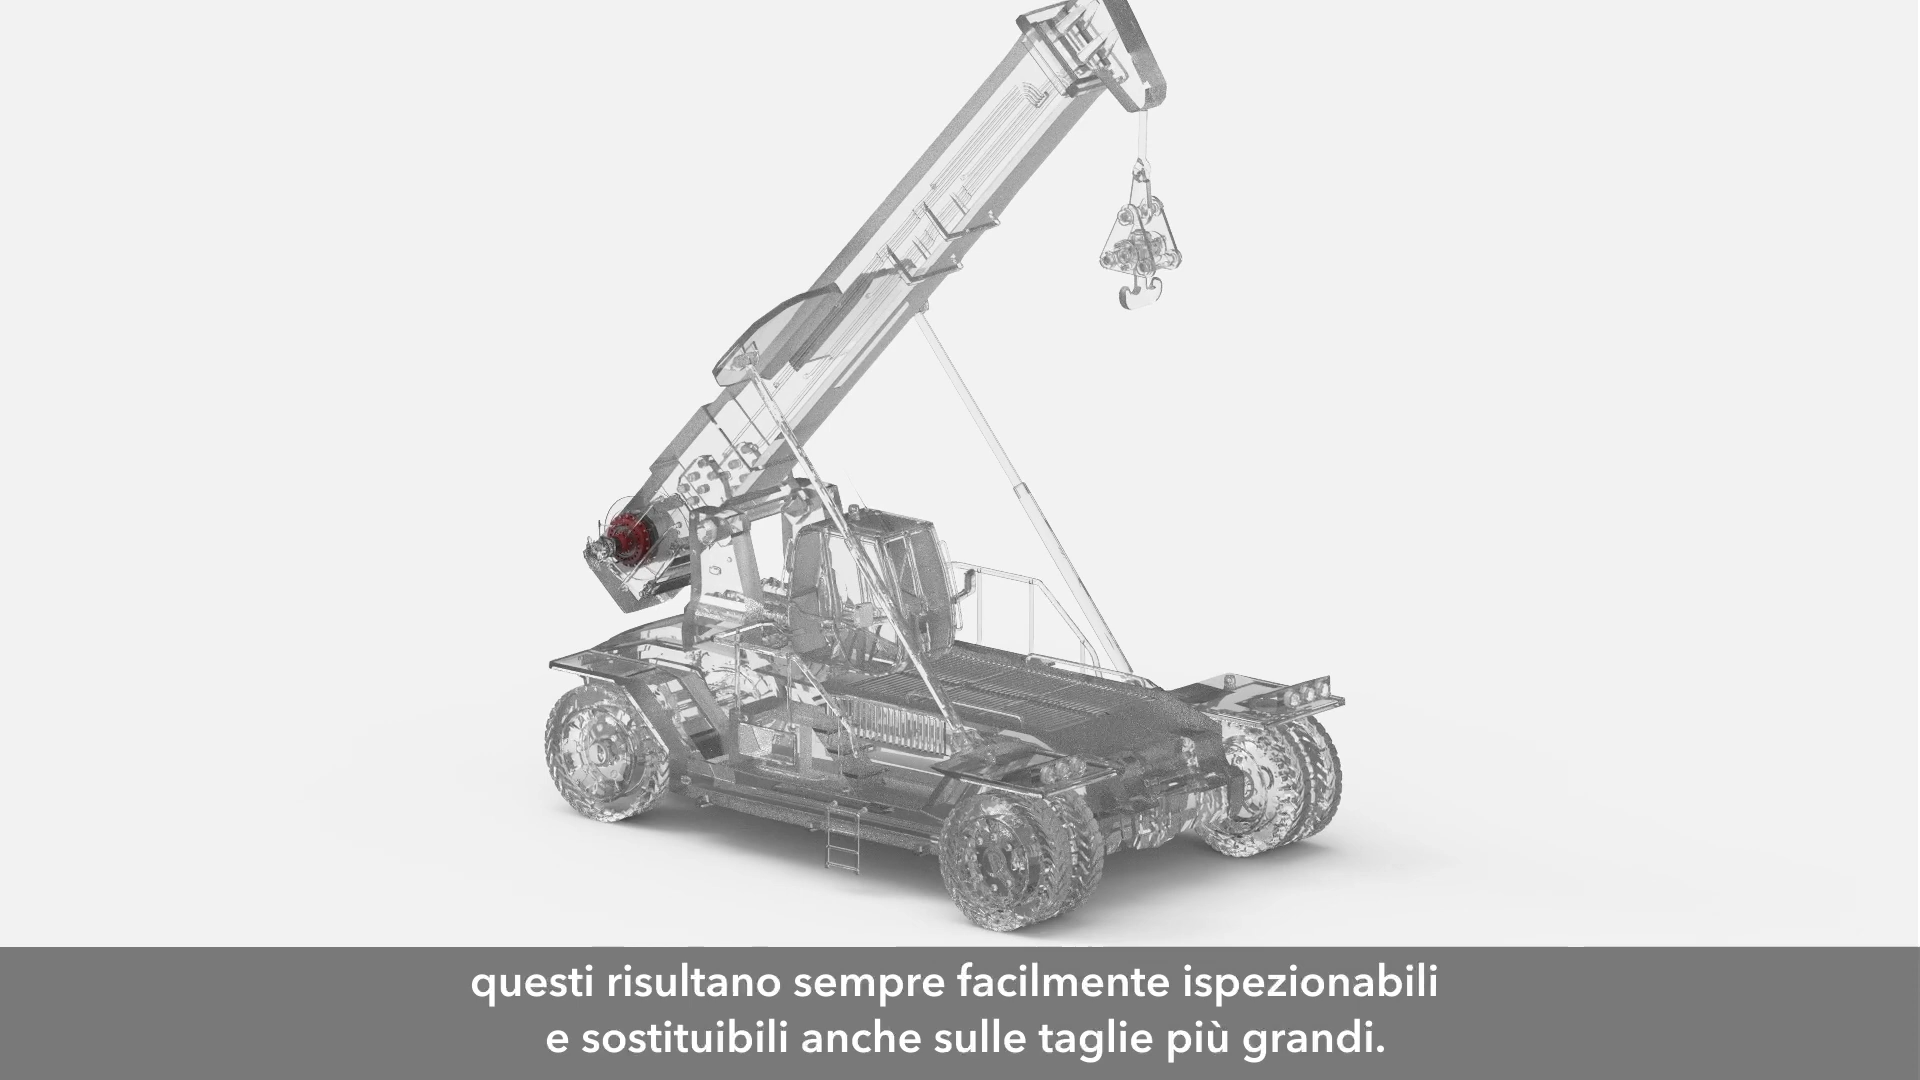 questi risultano sempre facilmente ispezionabili
e sostituibili anche sulle taglie più grandi.